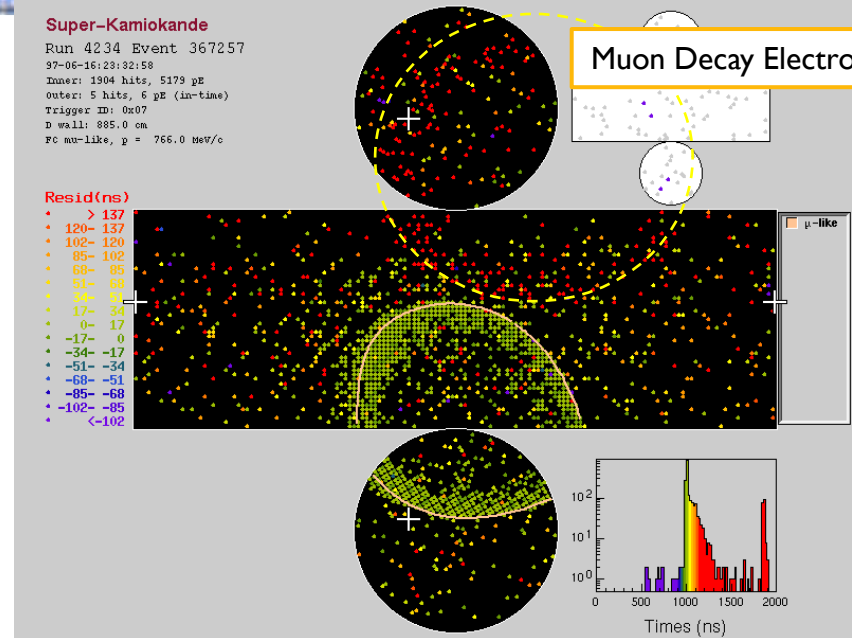 Super-Kamiokande
Run 4234 Event 367257
97-06-16:23:32:58
Inner: 1904 hits, 5179 pE
Outer: 5 hits, 6 pE (in-time)
Trigger ID: 0x07
D wall: 885.0 cm
FC mu-like, p = 766.0 MeV/c
Muon Decay Electro
Resid(ns)
> 137
120- 137
102- 120
85- 102
68- 85
51- 68
34- 51
17- 34
0- 17
-17- 0
-34- -17
-51- -34
-68- -51
-85- -68
-102- -85
<-102
μ-like
10²
10¹
10⁰
0 500 1000 1500 2000
Times (ns)